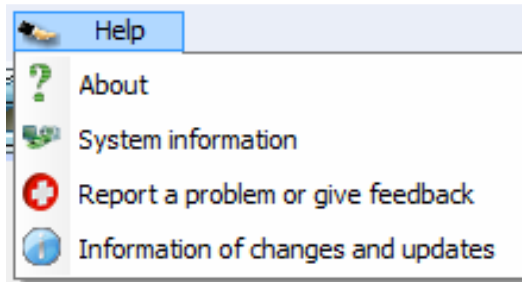 Help
About
System information
Report a problem or give feedback
Information of changes and updates